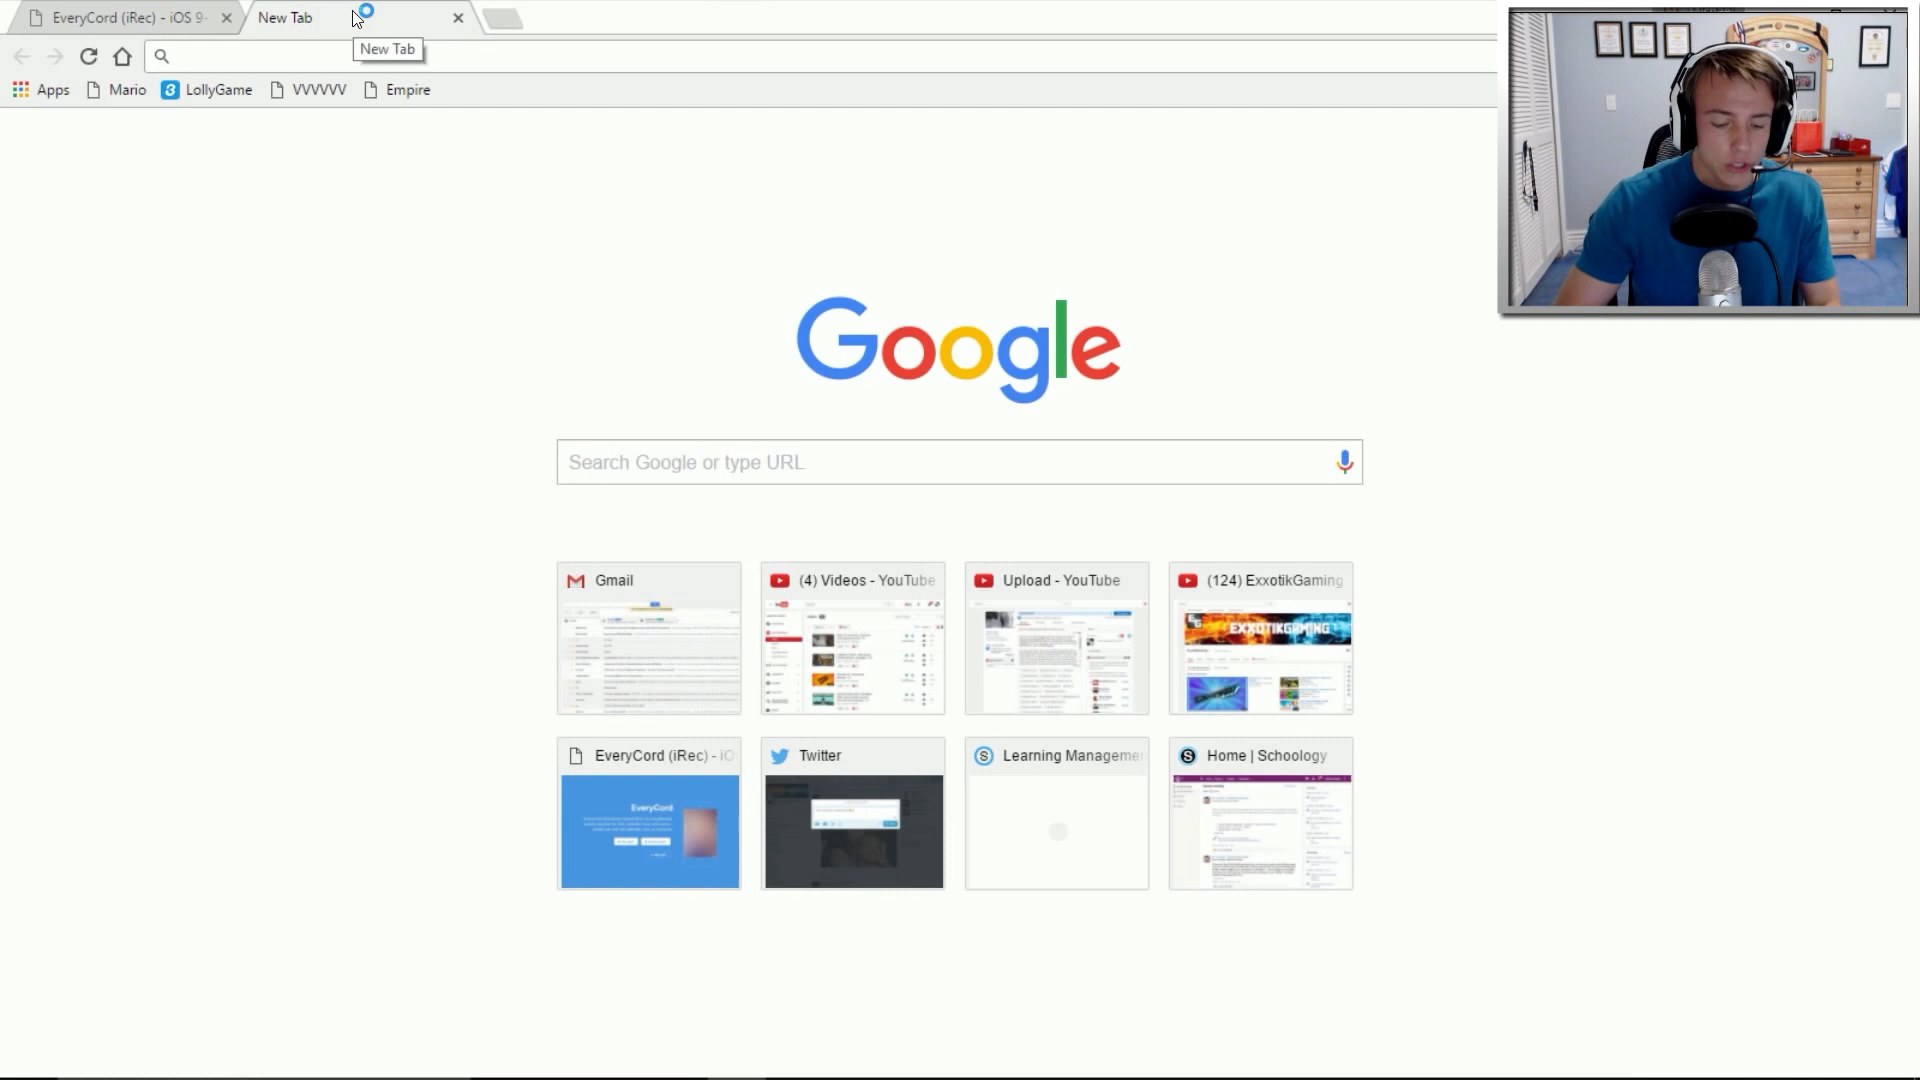 EveryCord (iRec) - iOS 9-
New Tab
New Tab
Apps
Mario
LollyGame
VVVVVV
Empire
Google
Search Google or type URL
Gmail
(4) Videos - YouTube
Upload - YouTube
(124) ExxotikGaming
EXXOTIKGAMING
EveryCord (iRec) - iO
Twitter
Learning Manageme
Home | Schoology
EveryCord